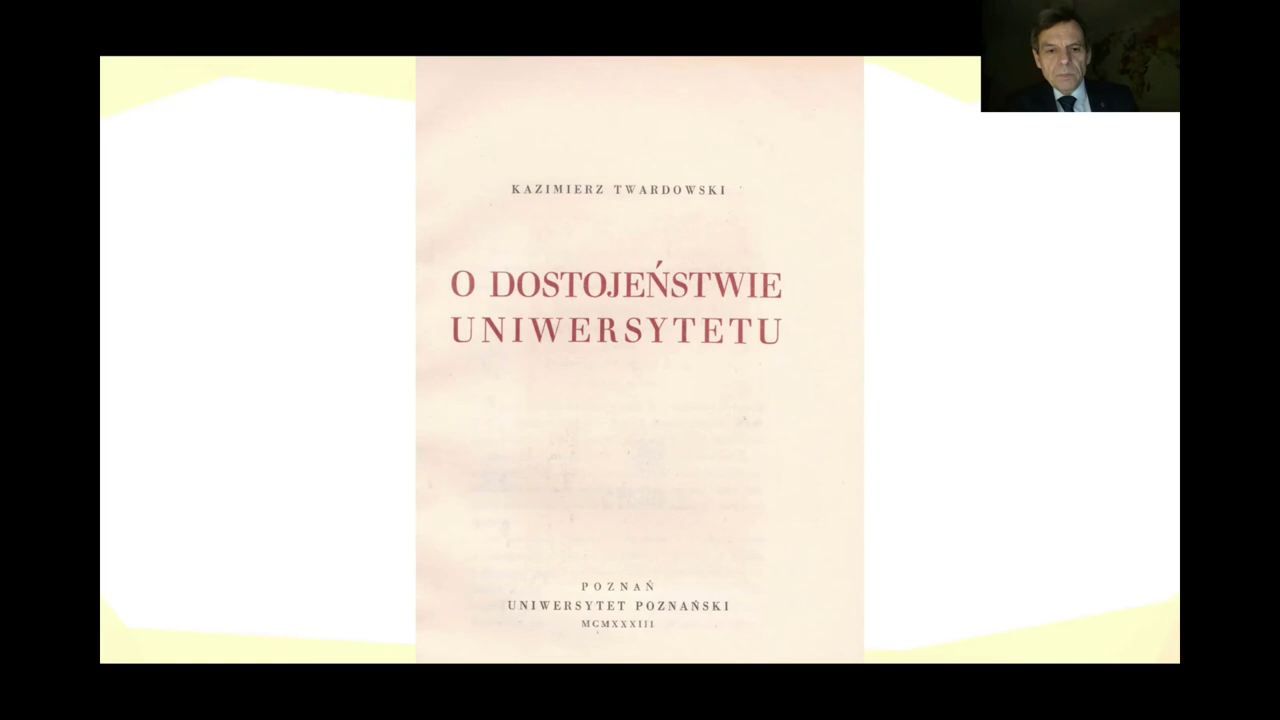 KAZIMIERZ TWARDOWSKI
O DOSTOJEŃSTWIE
UNIWERSYTETU
POZNAŃ
UNIWERSYTET POZNAŃSKI
MCMXXXIII